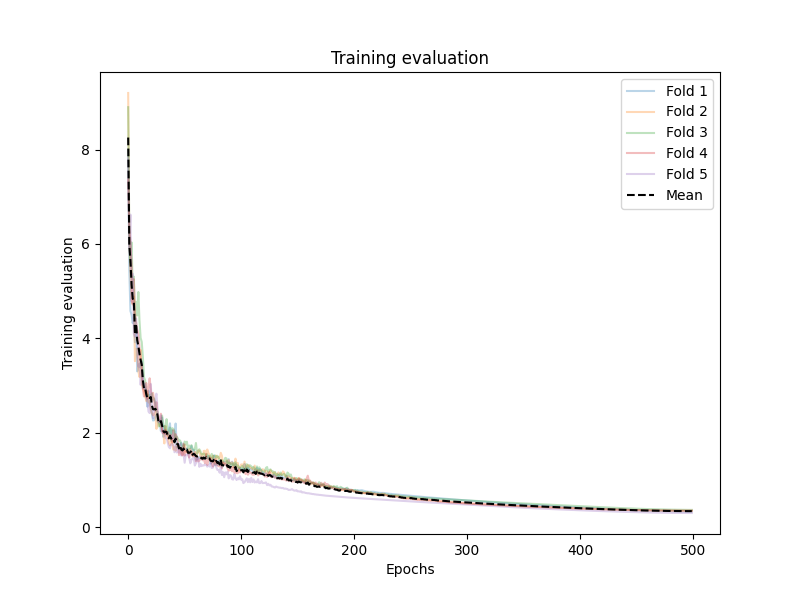 Training evaluation
Fold 1
Fold 2
Fold 3
Fold 4
Fold 5
Mean
Training evaluation
8
6
4
2
0
0 100 200 300 400 500
Epochs